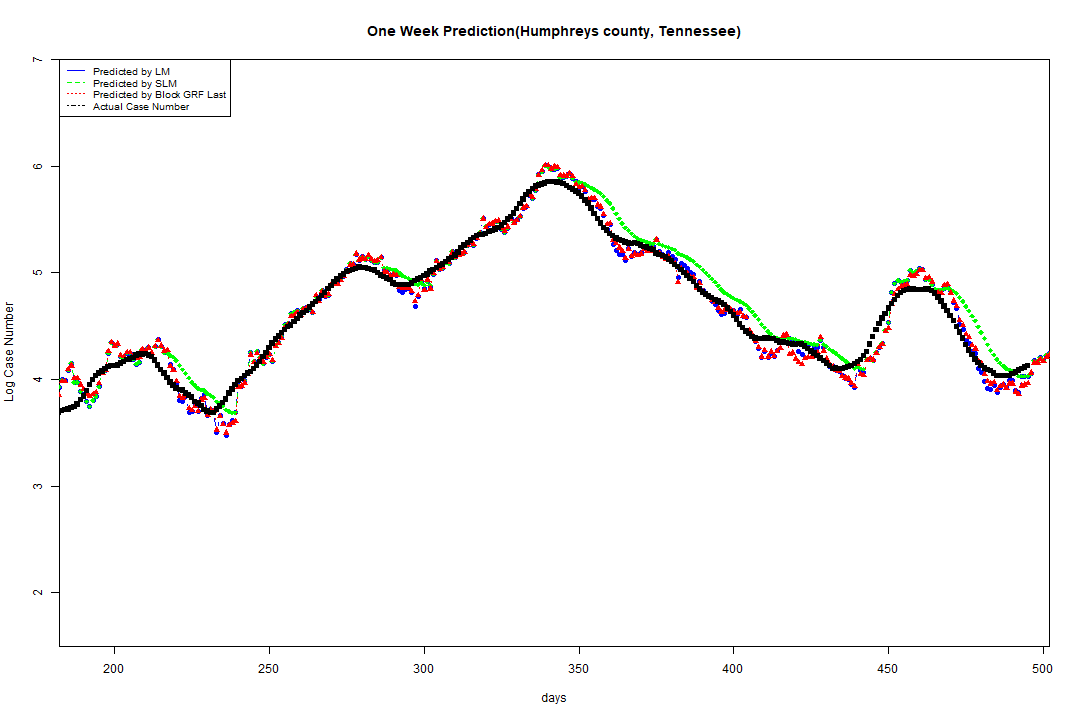 One Week Prediction(Humphreys county, Tennessee)
Predicted by LM
Predicted by SLM
Predicted by Block GRF Last
Actual Case Number
7
6
5
4
3
2
Log Case Number
200 250 300 350 400 450 500
days